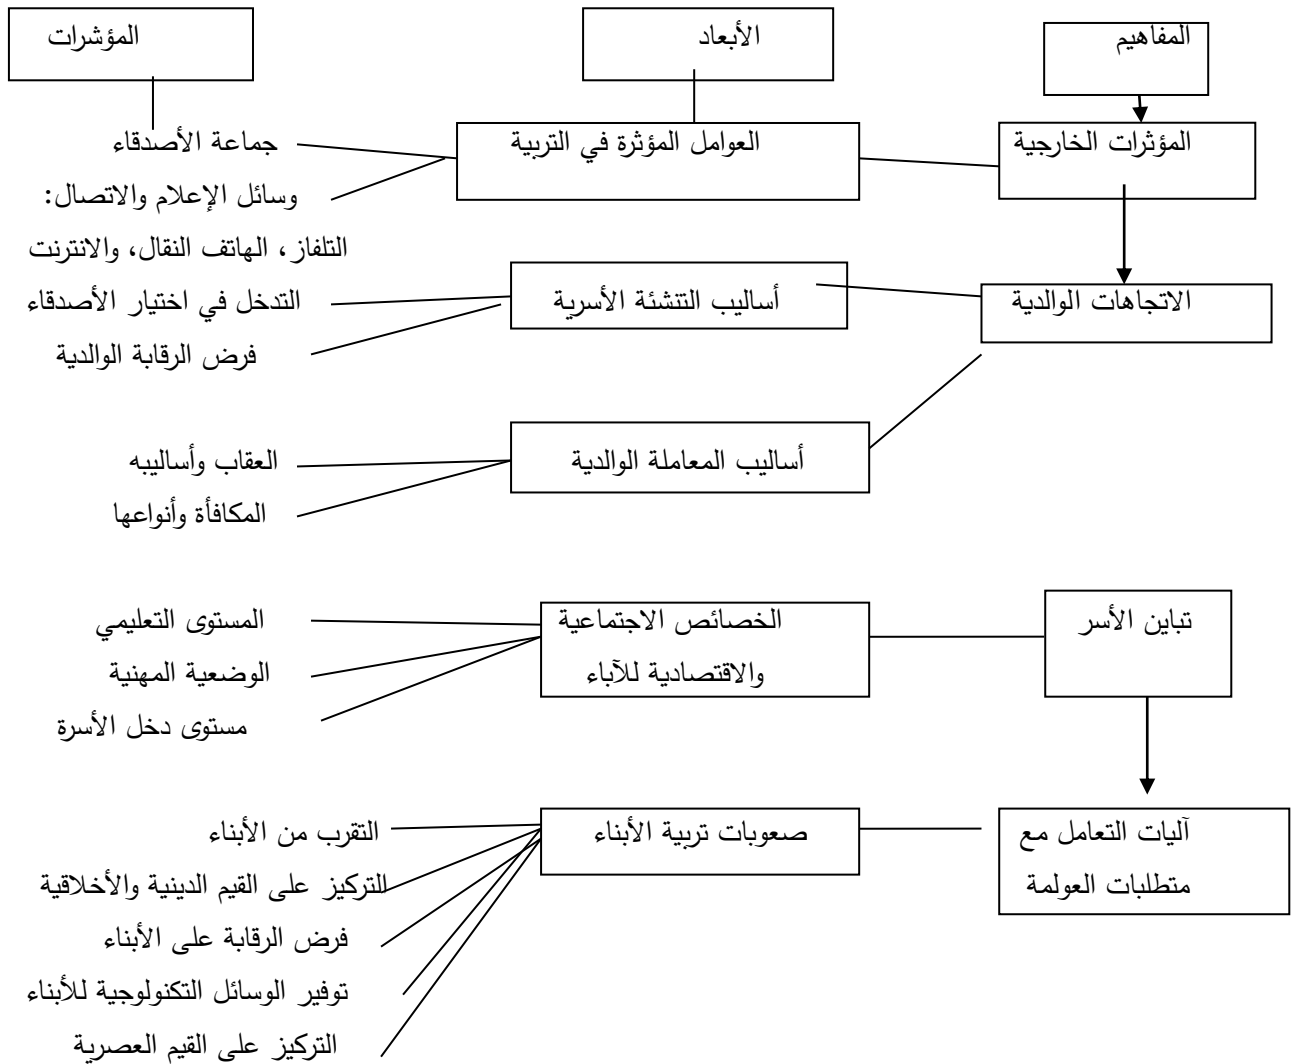 المفاهيم
الأبعاد
المؤشرات
المؤثرات الخارجية
العوامل المؤثرة في التربية
جماعة الأصدقاء
وسائل الإعلام والاتصال:
التلفاز، الهاتف النقال، والانترنت
الاتجاهات الوالدية
أساليب التنشئة الأسرية
التدخل في اختيار الأصدقاء
فرض الرقابة الوالدية
أساليب المعاملة الوالدية
العقاب وأساليبه
المكافأة وأنواعها
تباين الأسر
الخصائص الاجتماعية
والاقتصادية للآباء
المستوى التعليمي
الوضعية المهنية
مستوى دخل الأسرة
آليات التعامل مع
متطلبات العولمة
صعوبات تربية الأبناء
التقرب من الأبناء
التركيز على القيم الدينية والأخلاقية
فرض الرقابة على الأبناء
توفير الوسائل التكنولوجية للأبناء
التركيز على القيم العصرية